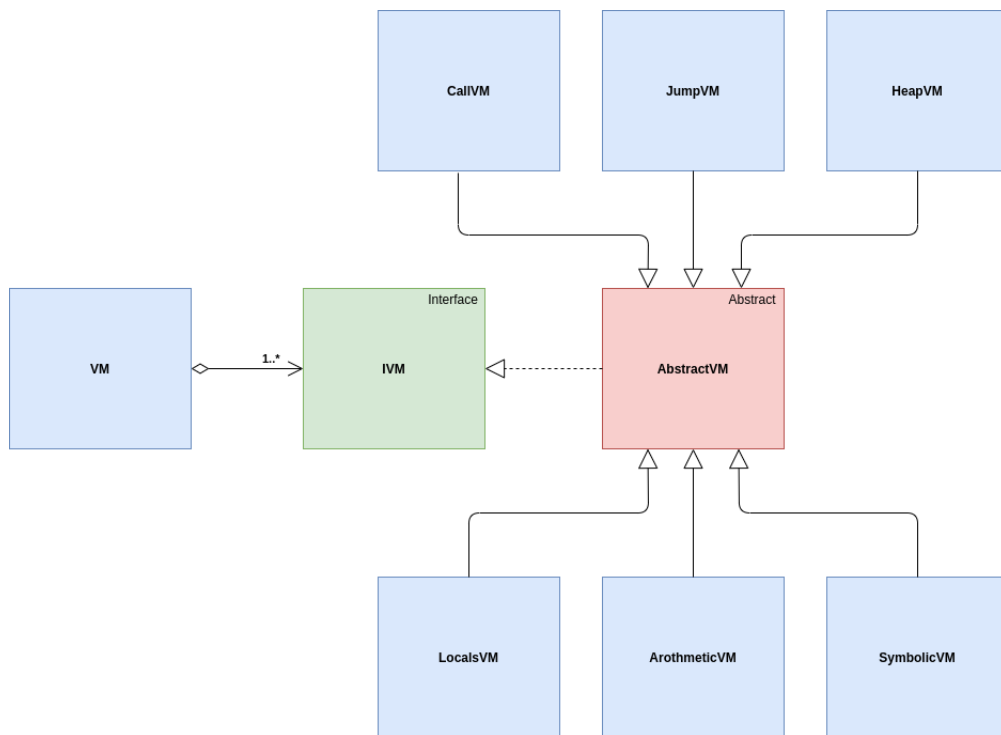 CallVM
JumpVM
HeapVM
Interface
Abstract
VM
1..*
IVM
AbstractVM
LocalsVM
ArothmeticVM
SymbolicVM